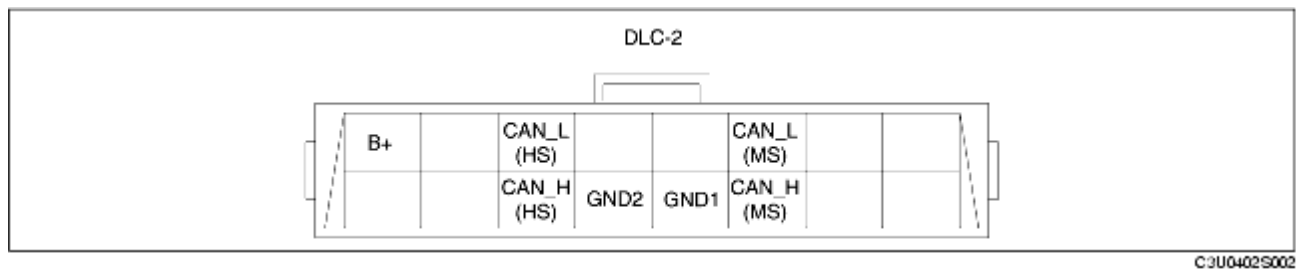 DLC-2
B+
CAN_L
(HS)
CAN_L
(MS)
CAN_H
(HS)
GND2
GND1
CAN_H
(MS)
C3U0402S002